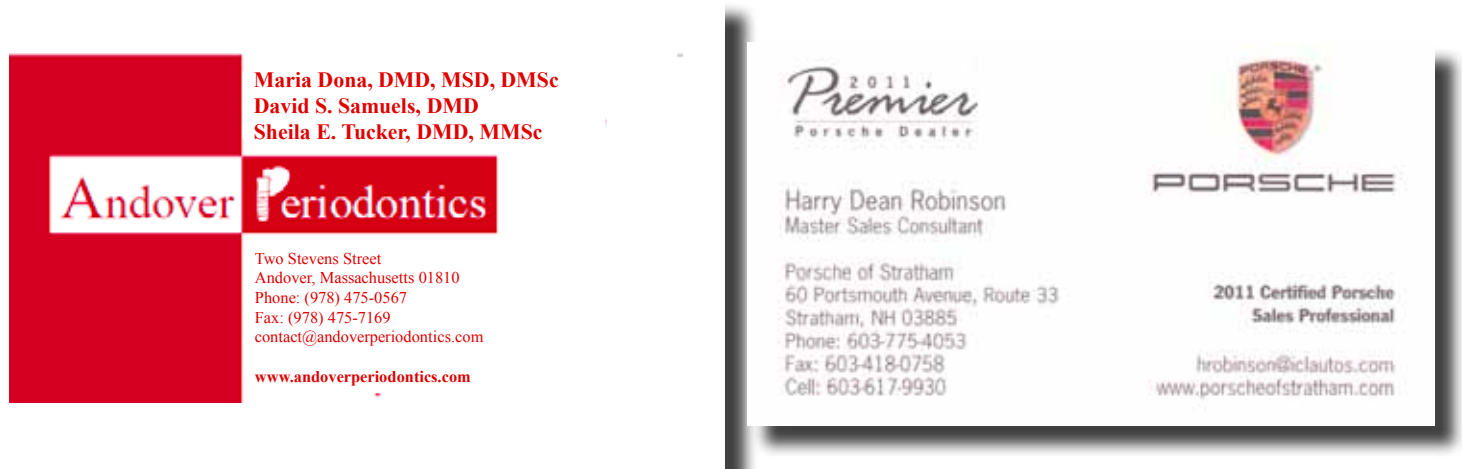 Maria Dona, DMD, MSD, DMSc
David S. Samuels, DMD
Sheila E. Tucker, DMD, MMSc
Andover Periodontics
Two Stevens Street
Andover, Massachusetts 01810
Phone: (978) 475-0567
Fax: (978) 475-7169
contact@andoverperiodontics.com
www.andoverperiodontics.com
2011
Premier
Porsche Dealer
PORSCHE
PORSCHE
Harry Dean Robinson
Master Sales Consultant
Porsche of Stratham
60 Portsmouth Avenue, Route 33
Stratham, NH 03885
Phone: 603-775-4053
Fax: 603-418-0758
Cell: 603-617-9930
2011 Certified Porsche
Sales Professional
hrobinson@iclautos.com
www.porscheofstratham.com